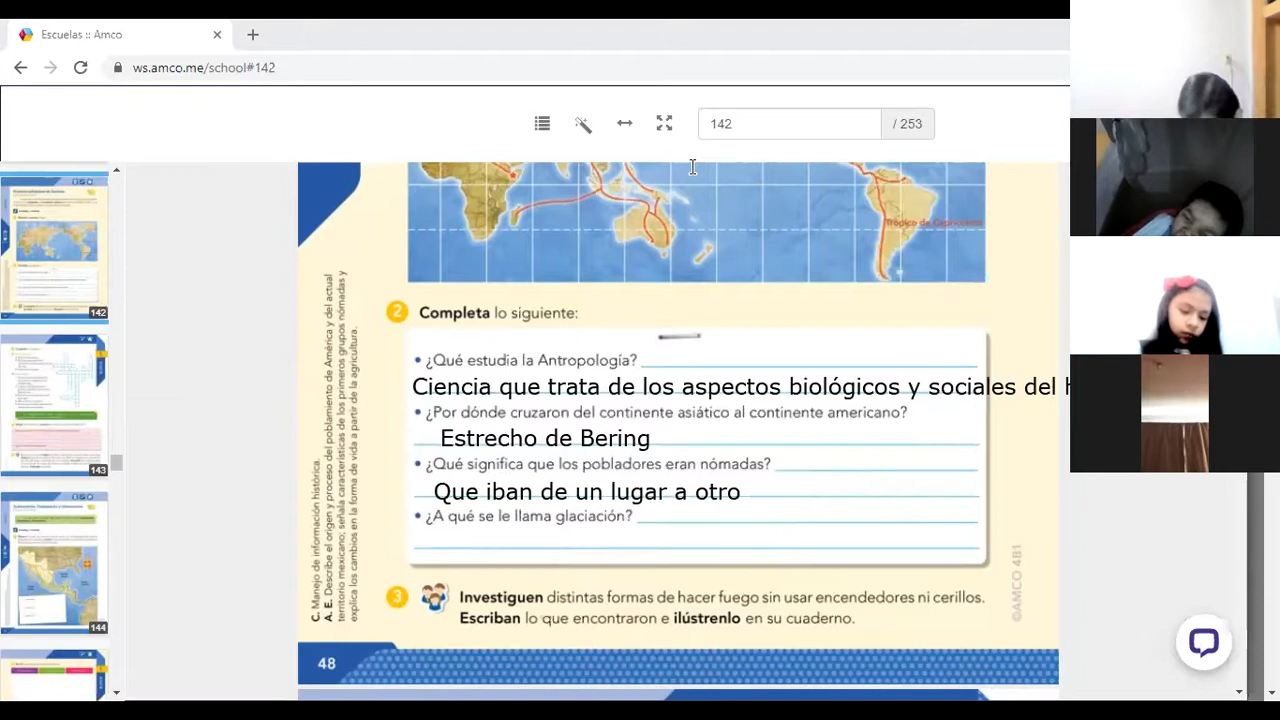 Escuelas :: Amco
ws.amco.me/school#142
142 / 253
Trópico de Capricornio
2 Completa lo siguiente:
• ¿Qué estudia la Antropología?
Ciencia que trata de los aspectos biológicos y sociales del
• ¿Por dónde cruzaron del continente asiático al continente americano?
Estrecho de Bering
• ¿Qué significa que los pobladores eran nómadas?
Que iban de un lugar a otro
• ¿A qué se le llama glaciación?
3 Investiguen distintas formas de hacer fuego sin usar encendedores ni cerillos.
Escriban lo que encontraron e ilústrenlo en su cuaderno.
48
C. Manejo de información histórica.
A. E. Describe el origen y proceso del poblamiento de América y del actual
territorio mexicano; señala características de los primeros grupos nómadas y
explica los cambios en la forma de vida a partir de la agricultura.
©AMCO 4B1
142
143
144